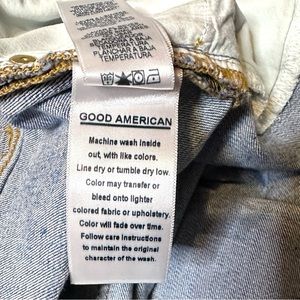 PLANCHAR A BAJA
TEMPERATURA
GOOD AMERICAN
Machine wash inside
out, with like colors.
Line dry or tumble dry low.
Color may transfer or
bleed onto lighter
colored fabric or upholstery.
Color will fade over time.
Follow care instructions
to maintain the original
character of the wash.